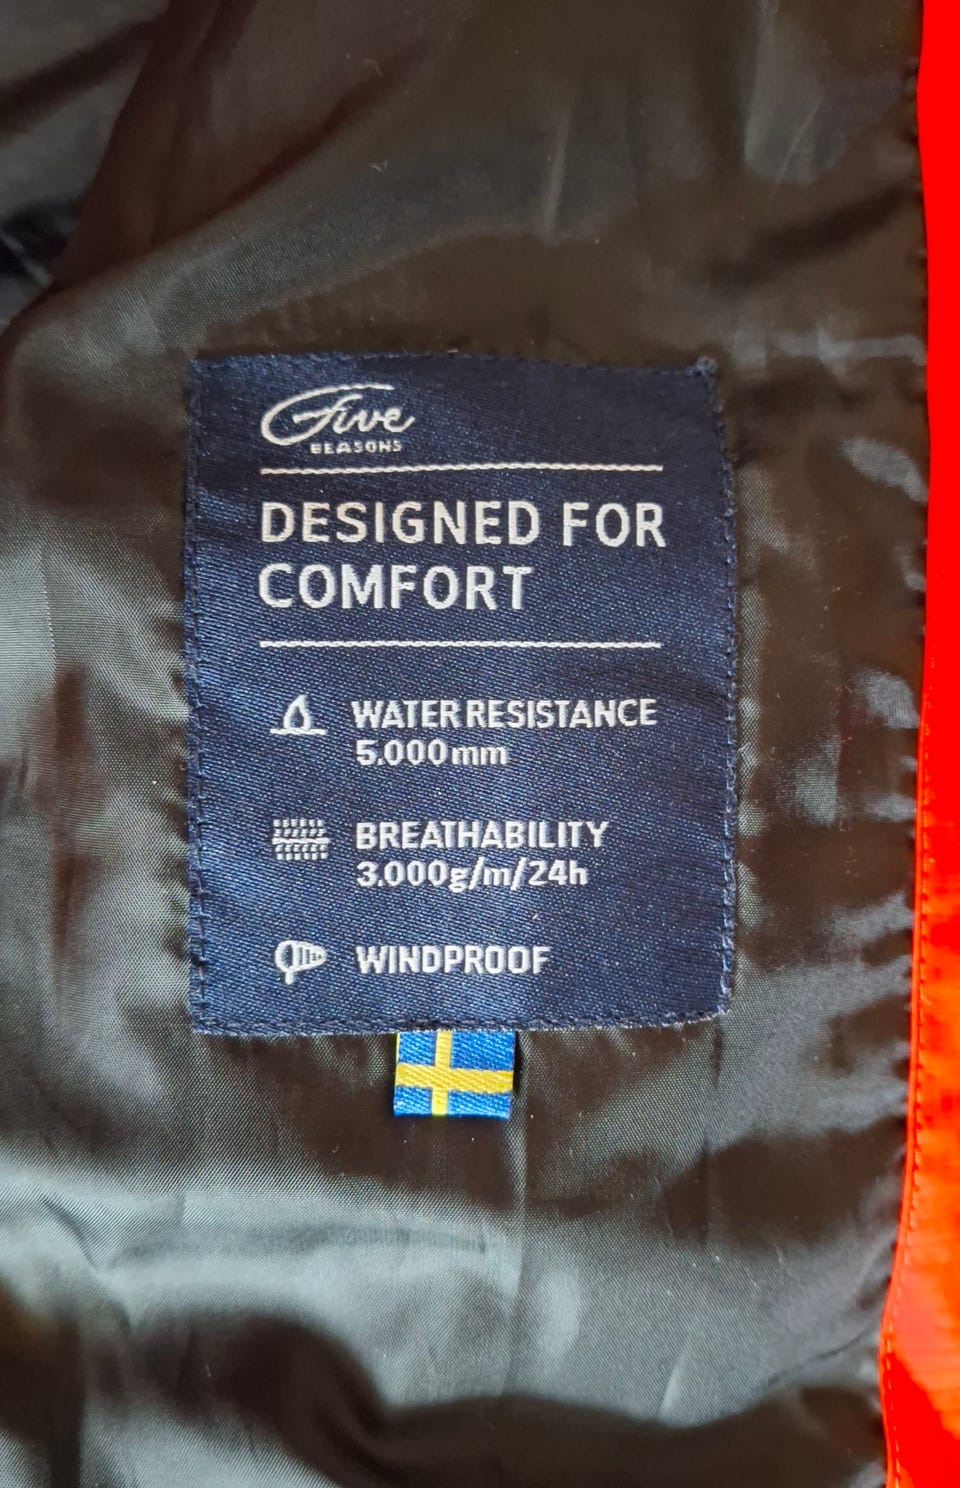 Five
SEASONS
DESIGNED FOR
COMFORT
WATER RESISTANCE
5.000mm
BREATHABILITY
3.000g/m/24h
WINDPROOF